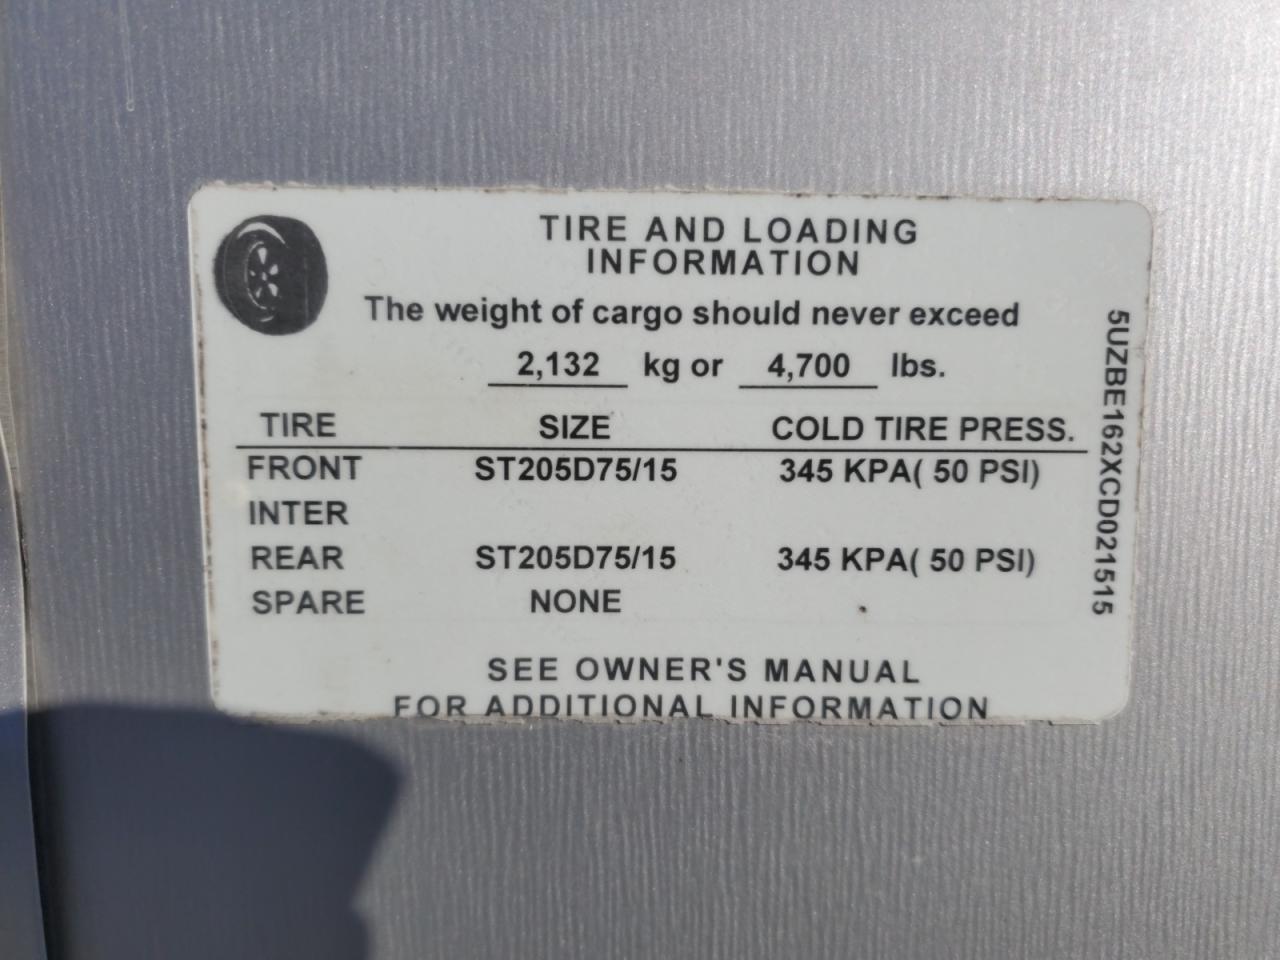 TIRE AND LOADING
INFORMATION
The weight of cargo should never exceed
2,132 kg or 4,700 lbs.
TIRE SIZE COLD TIRE PRESS.
FRONT ST205D75/15 345 KPA( 50 PSI)
INTER
REAR ST205D75/15 345 KPA( 50 PSI)
SPARE NONE
SEE OWNER'S MANUAL
FOR ADDITIONAL INFORMATION
5UZBE162XCD021515